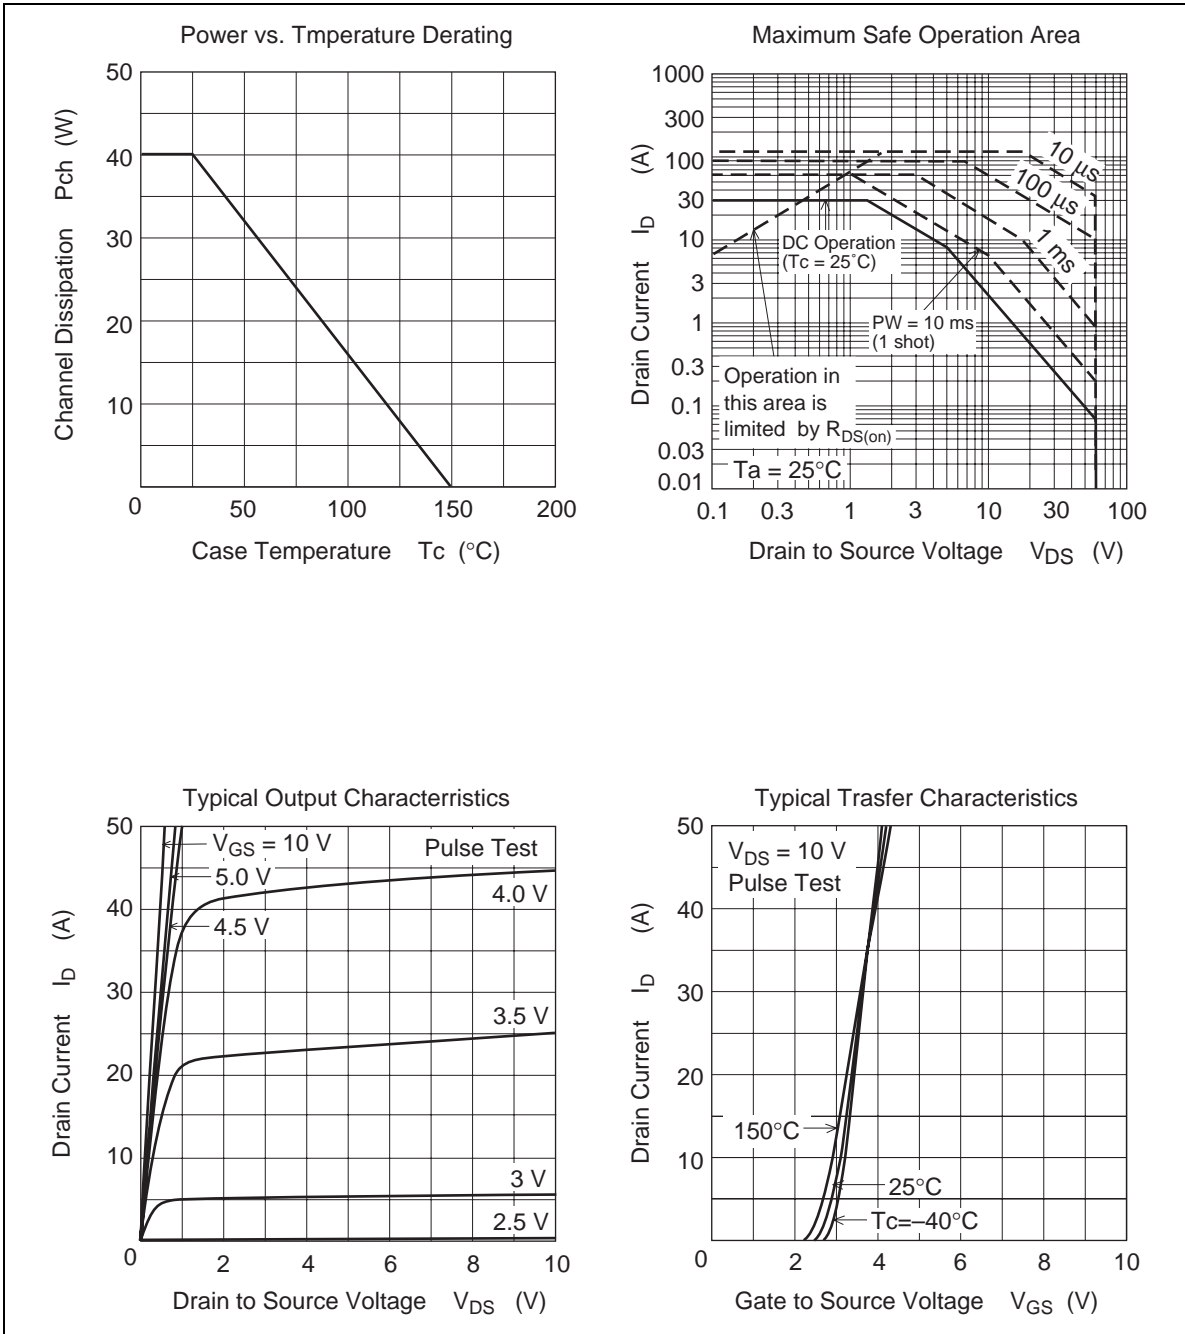 Power vs. Tmperature Derating
50
40
30
20
10
0
50
100
150
200
Channel Dissipation Pch (W)
Case Temperature Tc (°C)
Maximum Safe Operation Area
1000
300
100
30
10
3
1
0.3
0.1
0.03
0.01
0.1
0.3
1
3
10
30
100
Drain Current ID (A)
Drain to Source Voltage VDS (V)
10 μs
100 μs
1 ms
DC Operation
(Tc = 25°C)
PW = 10 ms
(1 shot)
Operation in
this area is
limited by RDS(on)
Ta = 25°C
Typical Output Characterristics
50
40
30
20
10
0
2
4
6
8
10
Drain Current ID (A)
Drain to Source Voltage VDS (V)
VGS = 10 V
5.0 V
4.5 V
Pulse Test
4.0 V
3.5 V
3 V
2.5 V
Typical Trasfer Characteristics
50
40
30
20
10
0
2
4
6
8
10
Drain Current ID (A)
Gate to Source Voltage VGS (V)
VDS = 10 V
Pulse Test
150°C
25°C
Tc=–40°C